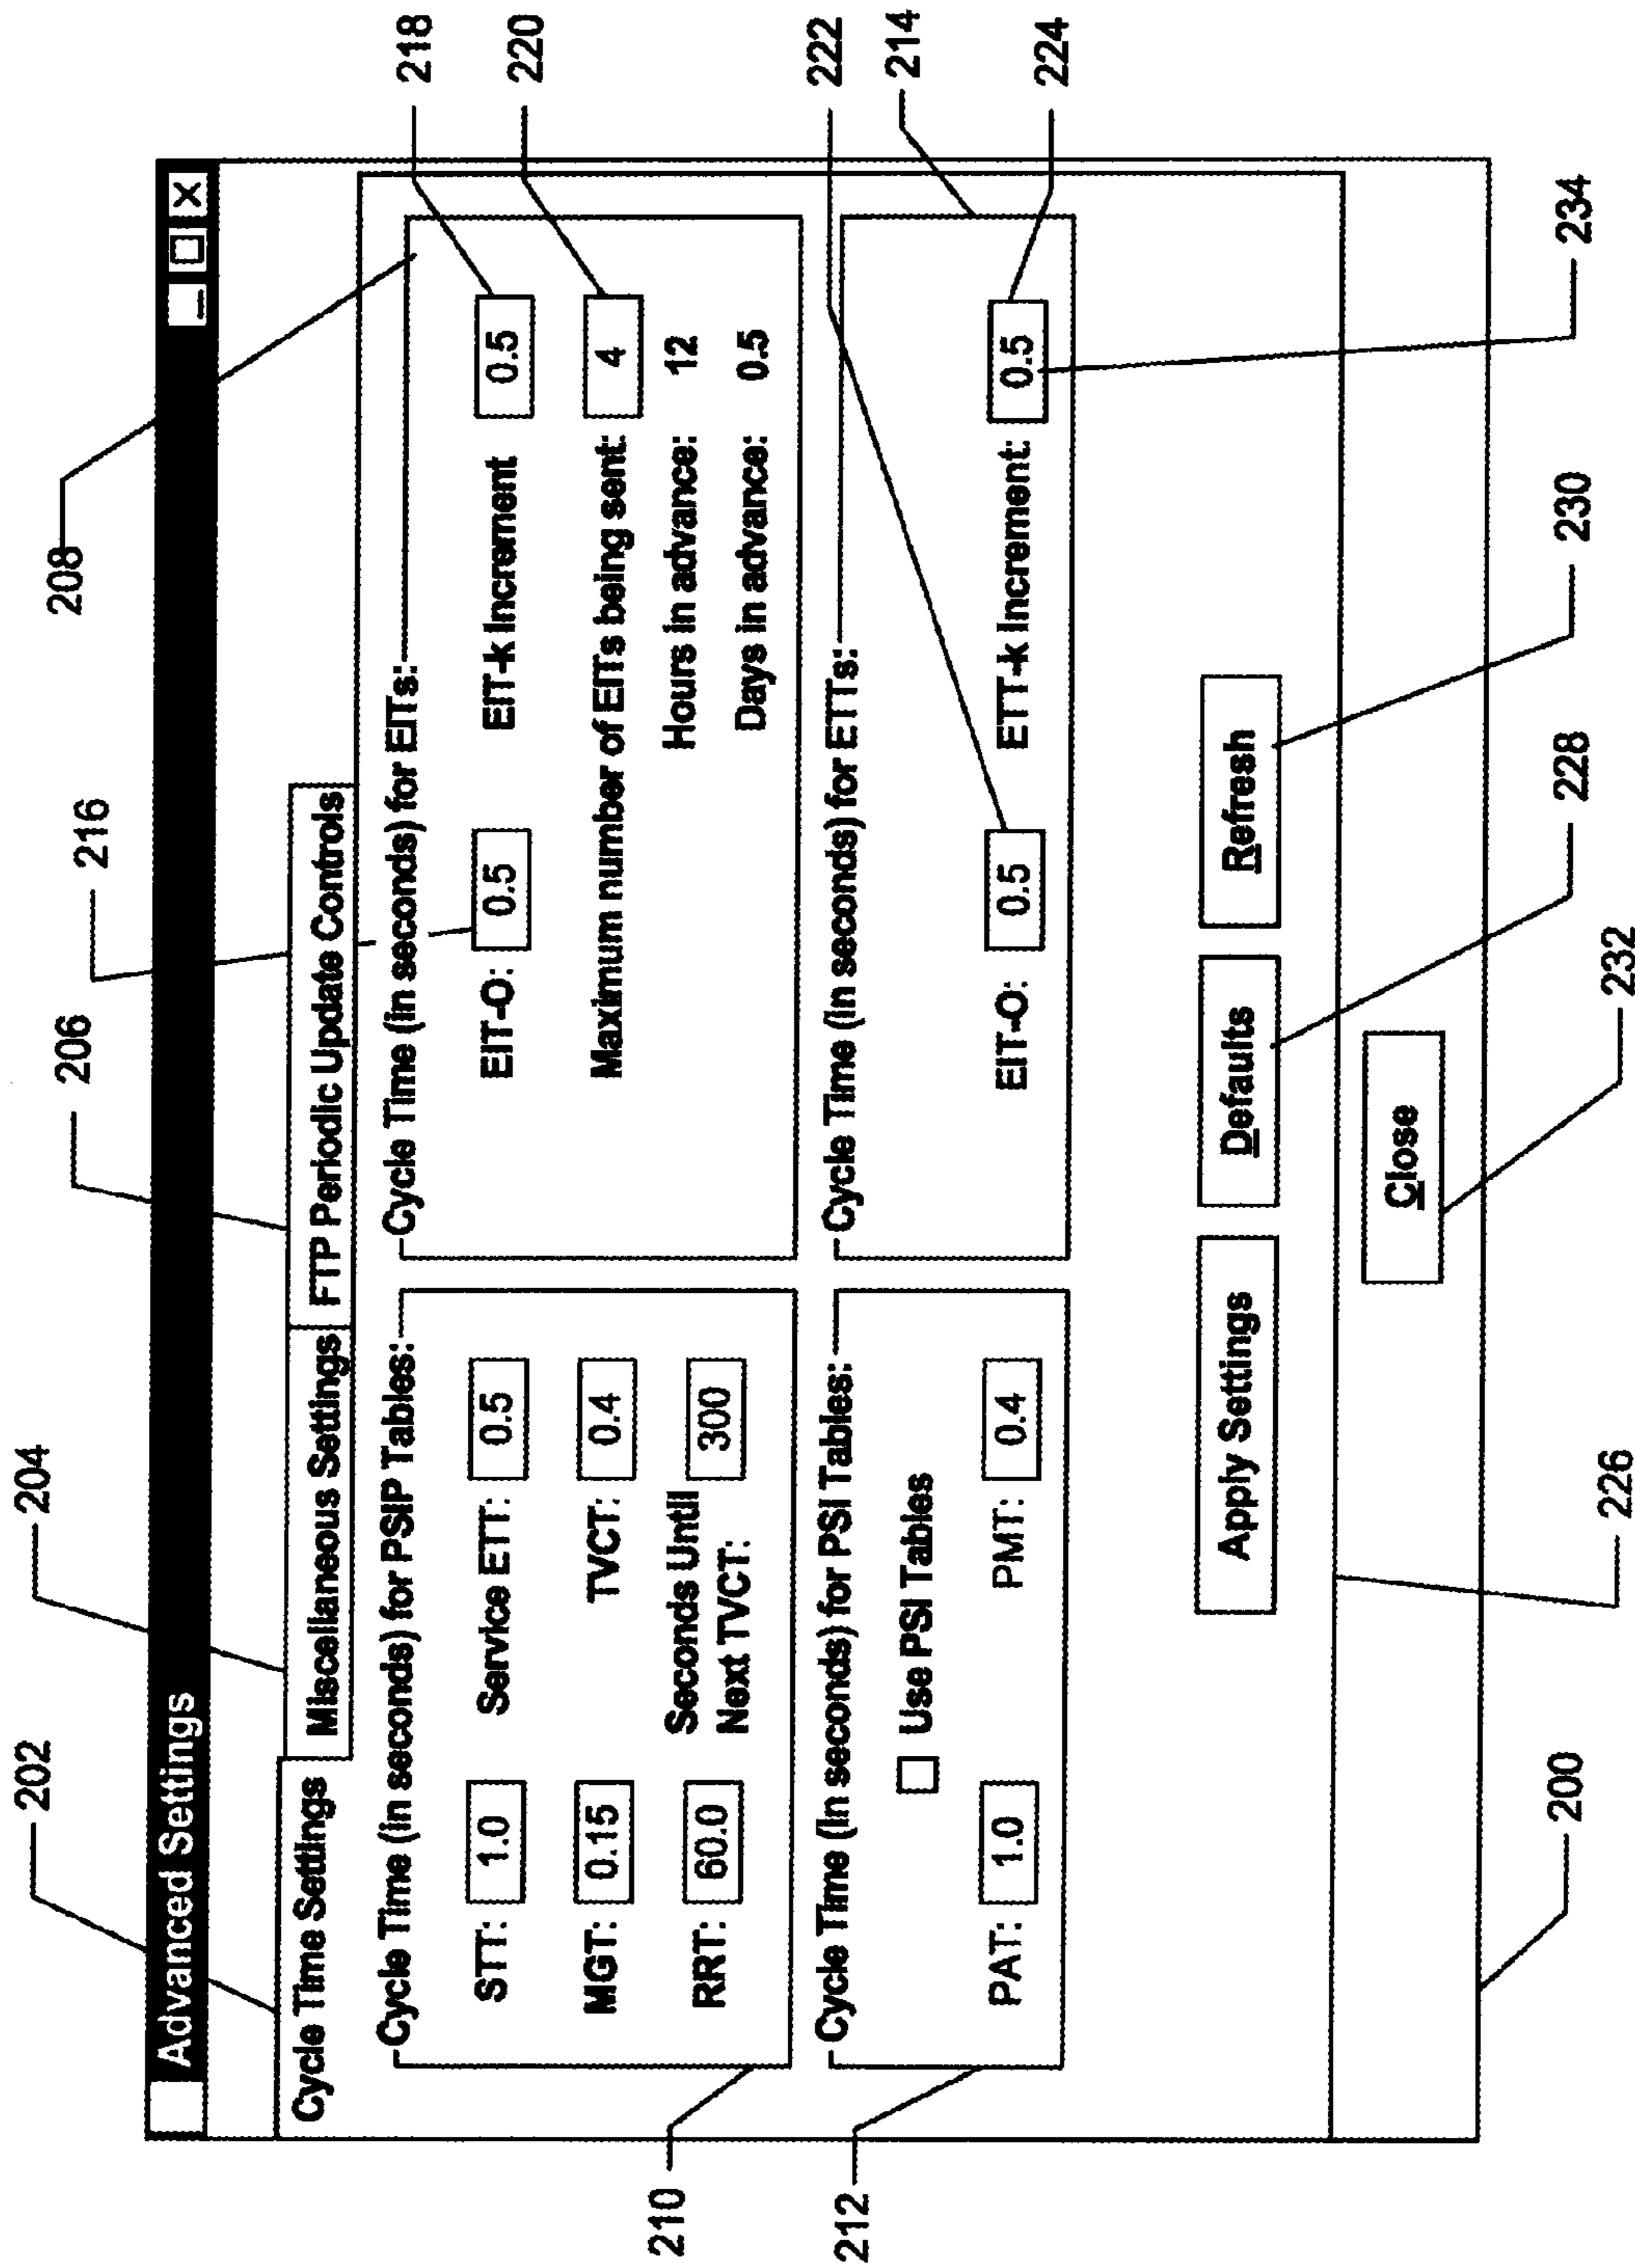 202
204
206
216
208
Advanced Settings
_ X
Cycle Time Settings
Miscellaneous Settings
FTP Periodic Update Controls
Cycle Time (in seconds) for PSIP Tables:
STT: 1.0
Service ETT: 0.5
MGT: 0.15
TVCT: 0.4
RRT: 60.0
Seconds Until
Next TVCT:
300
Cycle Time (in seconds) for EITs:
EIT-O: 0.5
EIT-k Increment 0.5
Maximum number of EITs being sent: 4
Hours in advance: 12
Days in advance: 0.5
218
220
222
214
224
Cycle Time (in seconds) for PSI Tables:
Use PSI Tables
PAT: 1.0
PMT: 0.4
Cycle Time (in seconds) for ETTs:
EIT-O: 0.5
ETT-k Increment: 0.5
210
212
Apply Settings
Defaults
Refresh
Close
200
226
232
228
230
234